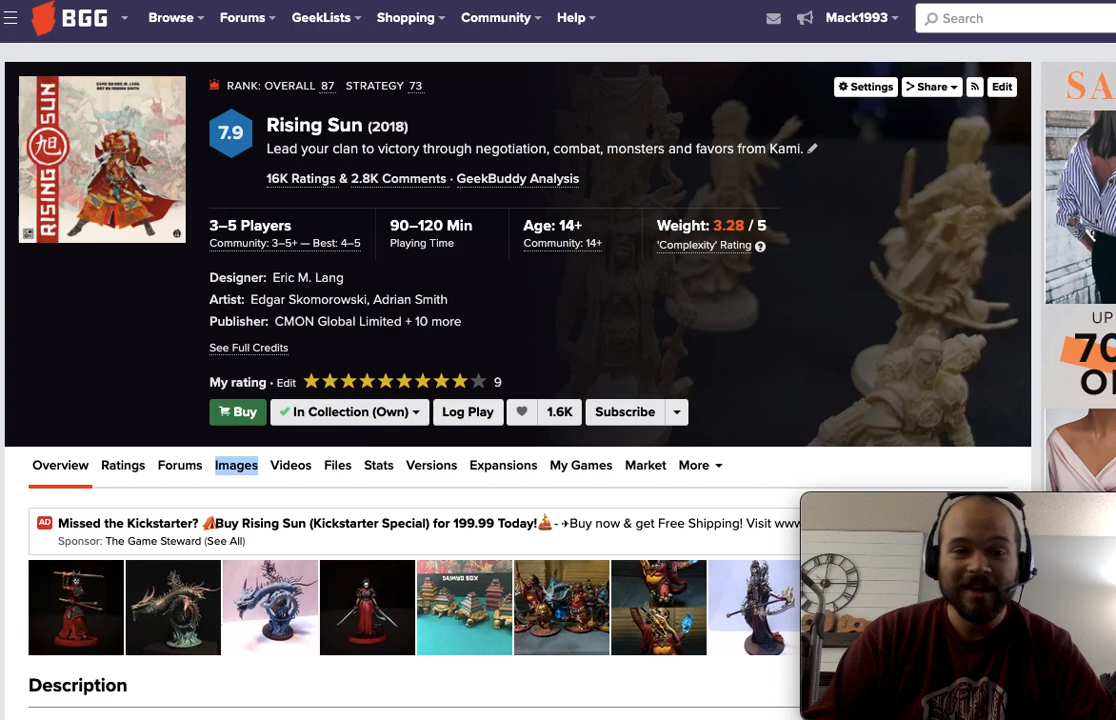 BGG
Browse
Forums
GeekLists
Shopping
Community
Help
Mack1993
Search
RANK: OVERALL 87 STRATEGY 73
Settings
Share
Edit
RISING SUN
旭
7.9
Rising Sun (2018)
Lead your clan to victory through negotiation, combat, monsters and favors from Kami.
16K Ratings & 2.8K Comments · GeekBuddy Analysis
3–5 Players
Community: 3–5+ — Best: 4–5
90–120 Min
Playing Time
Age: 14+
Community: 14+
Weight: 3.28 / 5
'Complexity' Rating ?
Designer: Eric M. Lang
Artist: Edgar Skomorowski, Adrian Smith
Publisher: CMON Global Limited + 10 more
See Full Credits
My rating · Edit 9
Buy
In Collection (Own)
Log Play
1.6K
Subscribe
SA
UP
70
O
Overview
Ratings
Forums
Images
Videos
Files
Stats
Versions
Expansions
My Games
Market
More
AD Missed the Kickstarter? Buy Rising Sun (Kickstarter Special) for 199.99 Today! - Buy now & get Free Shipping! Visit www
Sponsor: The Game Steward (See All)
DAIMYO BOX
Description